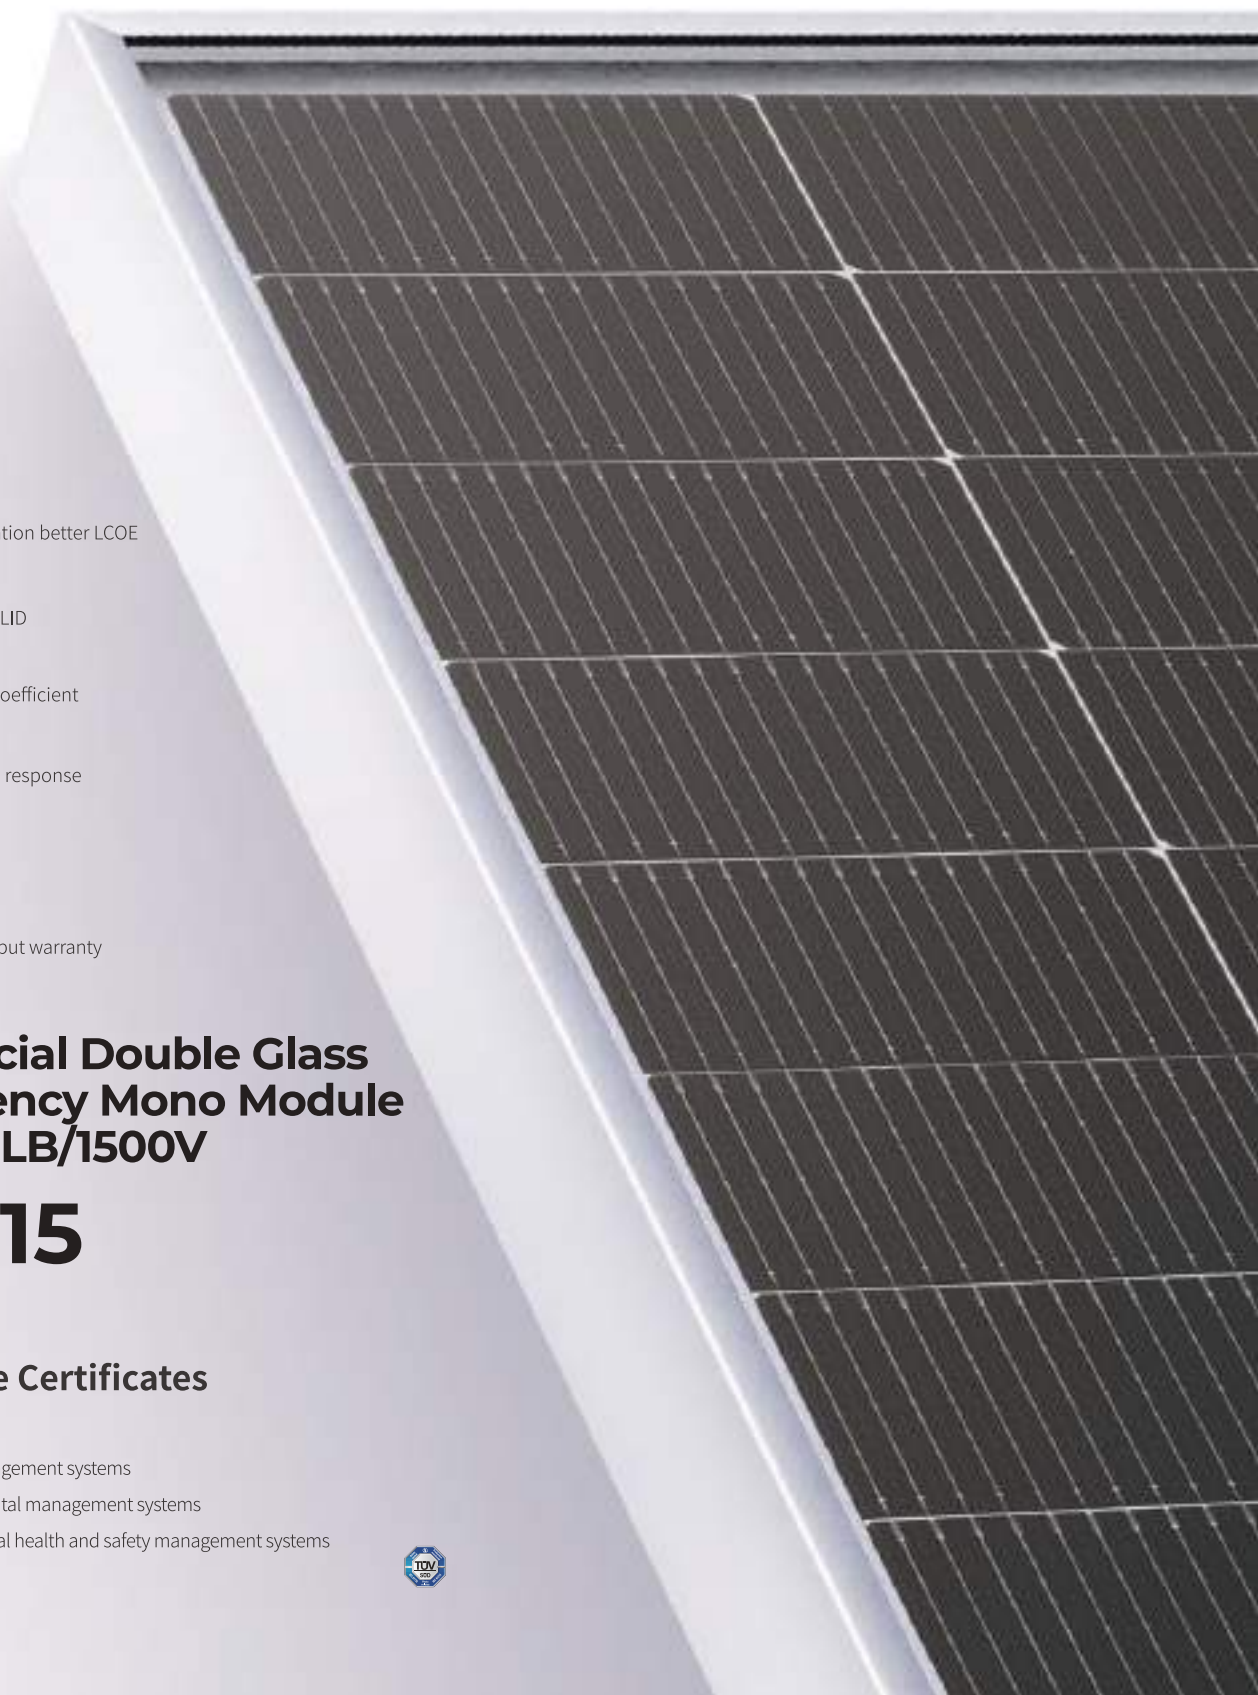 tion better LCOE
LID
oefficient
response
out warranty
cial Double Glass
ency Mono Module
LB/1500V
15
e Certificates
gement systems
tal management systems
al health and safety management systems
TÜV
SÜD